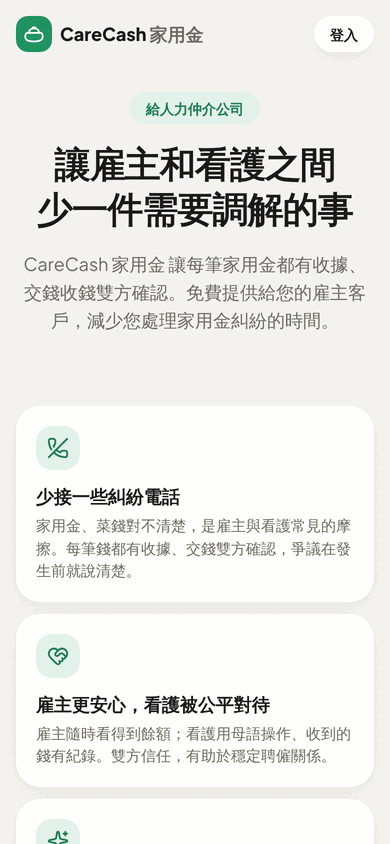 CareCash 家用金
登入
給人力仲介公司
讓雇主和看護之間
少一件需要調解的事
CareCash 家用金 讓每筆家用金都有收據、
交錢收錢雙方確認。免費提供給您的雇主客
戶，減少您處理家用金糾紛的時間。
少接一些糾紛電話
家用金、菜錢對不清楚，是雇主與看護常見的摩
擦。每筆錢都有收據、交錢雙方確認，爭議在發
生前就說清楚。
雇主更安心，看護被公平對待
雇主隨時看得到餘額；看護用母語操作、收到的
錢有紀錄。雙方信任，有助於穩定聘僱關係。